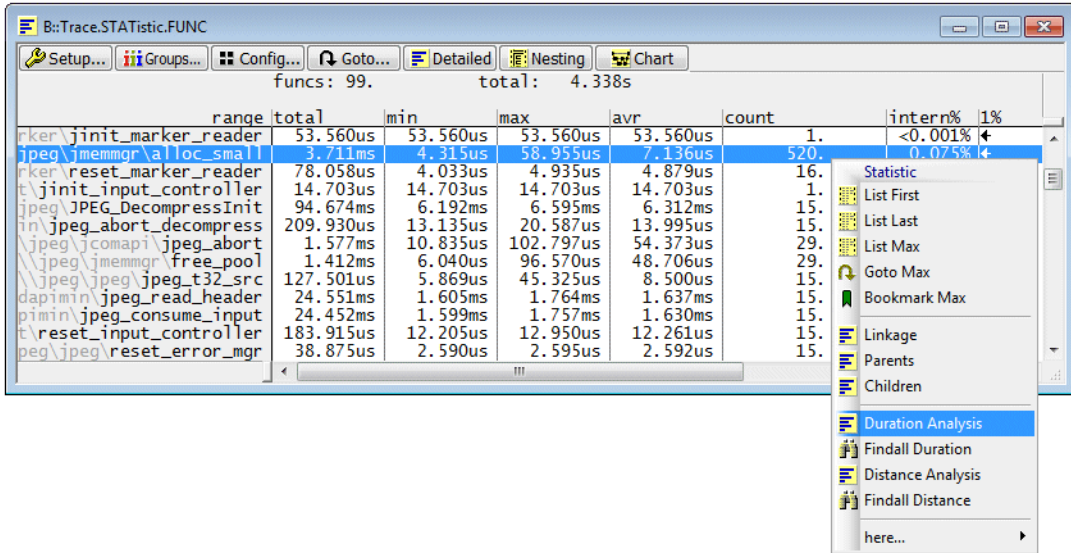 B::Trace.STATistic.FUNC
Setup... Groups... Config... Goto... Detailed Nesting Chart
funcs: 99. total: 4.338s
range total min max avr count intern% 1%
rker\jinit_marker_reader 53.560us 53.560us 53.560us 53.560us 1. <0.001%
jpeg\jmemmgr\alloc_small 3.711ms 4.315us 58.955us 7.136us 520. 0.075%
rker\reset_marker_reader 78.058us 4.033us 4.935us 4.879us 16.
t\jinit_input_controller 14.703us 14.703us 14.703us 14.703us 1.
jpeg\JPEG_DecompressInit 94.674ms 6.192ms 6.595ms 6.312ms 15.
in\jpeg_abort_decompress 209.930us 13.135us 20.587us 13.995us 15.
\jpeg\jcomapi\jpeg_abort 1.577ms 10.835us 102.797us 54.373us 29.
\\jpeg\jmemmgr\free_pool 1.412ms 6.040us 96.570us 48.706us 29.
\\jpeg\jpeg\jpeg_t32_src 127.501us 5.869us 45.325us 8.500us 15.
dapimin\jpeg_read_header 24.551ms 1.605ms 1.764ms 1.637ms 15.
pimin\jpeg_consume_input 24.452ms 1.599ms 1.757ms 1.630ms 15.
t\reset_input_controller 183.915us 12.205us 12.950us 12.261us 15.
peg\jpeg\reset_error_mgr 38.875us 2.590us 2.595us 2.592us 15.
Statistic
List First
List Last
List Max
Goto Max
Bookmark Max
Linkage
Parents
Children
Duration Analysis
Findall Duration
Distance Analysis
Findall Distance
here...